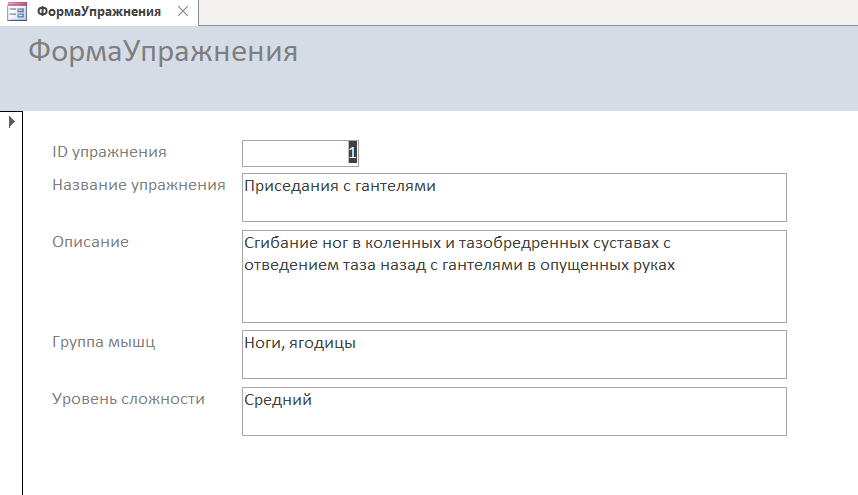 ФормаУпражнения
ФормаУпражнения
ID упражнения 1
Название упражнения Приседания с гантелями
Описание Сгибание ног в коленных и тазобредренных суставах с
отведением таза назад с гантелями в опущенных руках
Группа мышц Ноги, ягодицы
Уровень сложности Средний